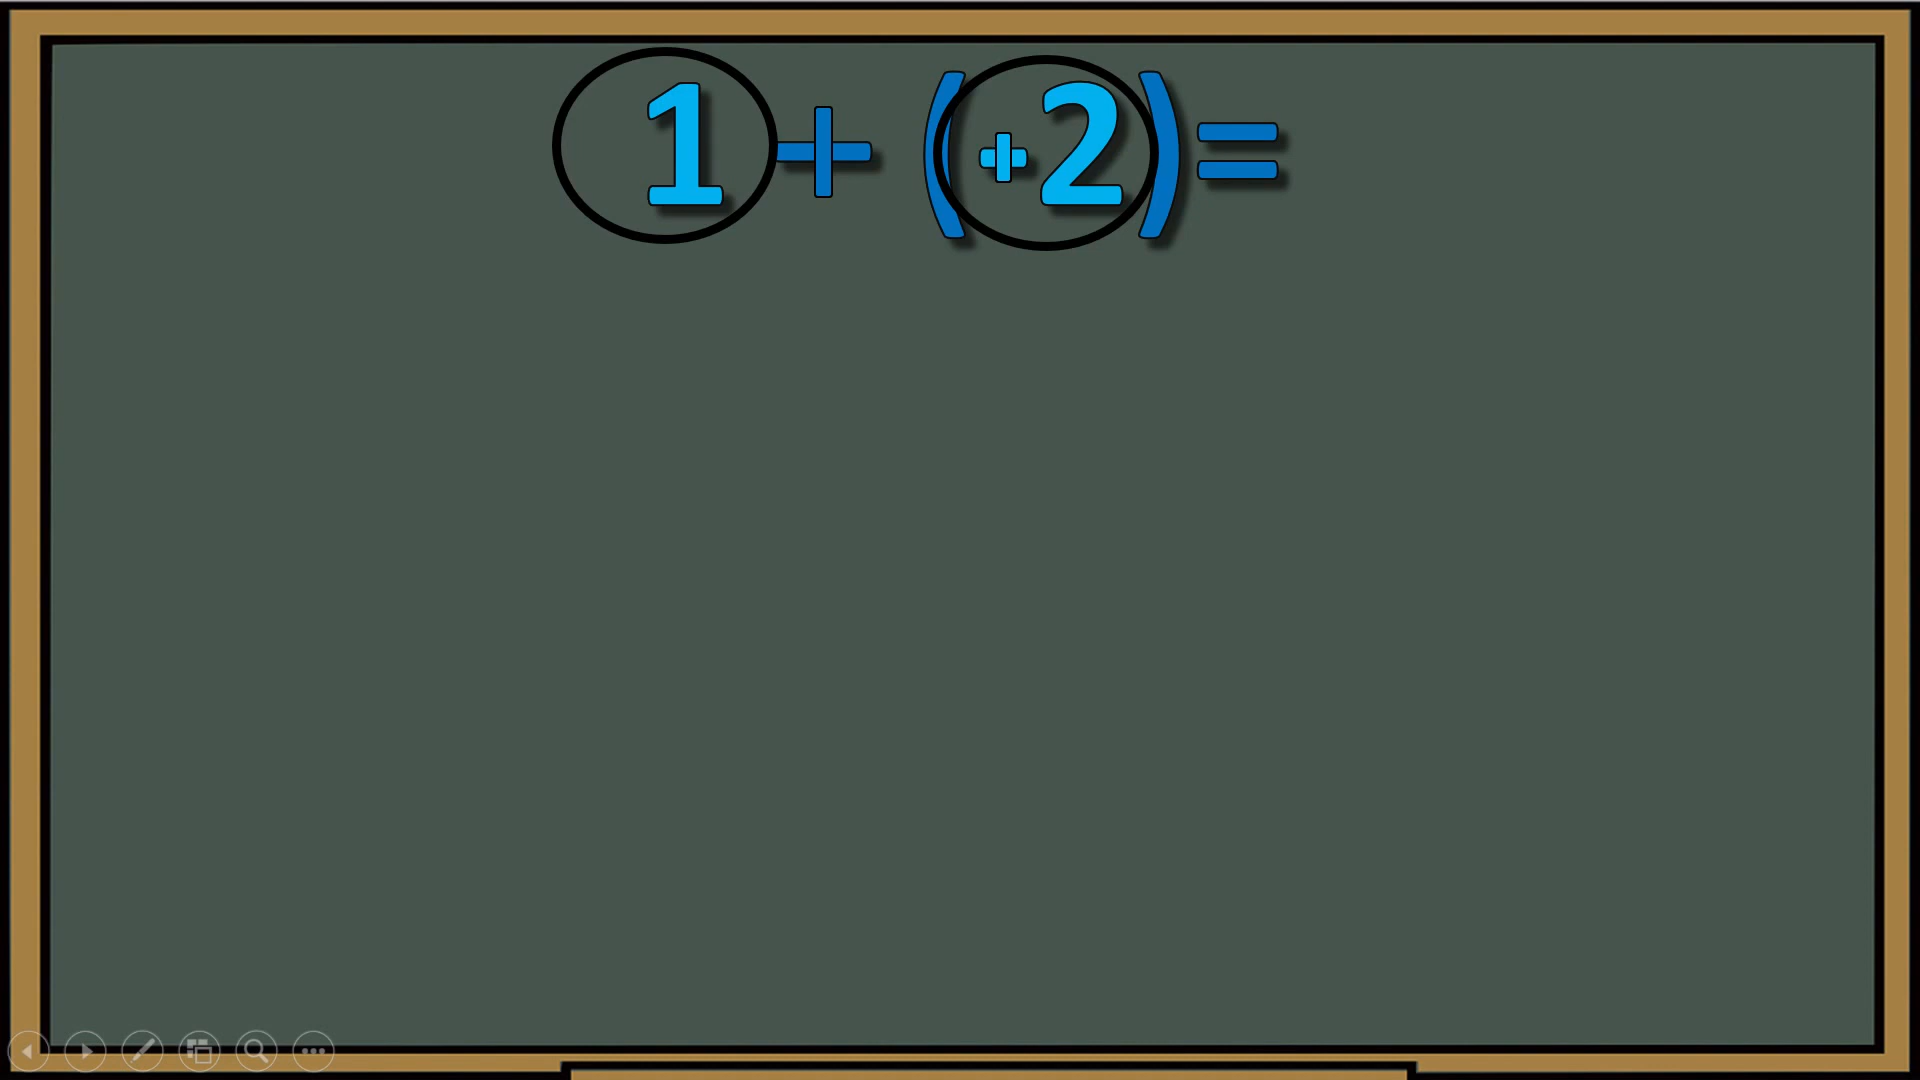 1 + (+2)=